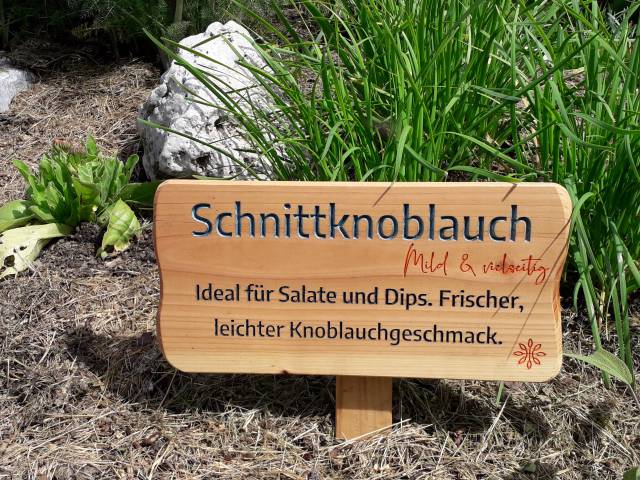 Schnittknoblauch
Mild & vielseitig
Ideal für Salate und Dips. Frischer,
leichter Knoblauchgeschmack.